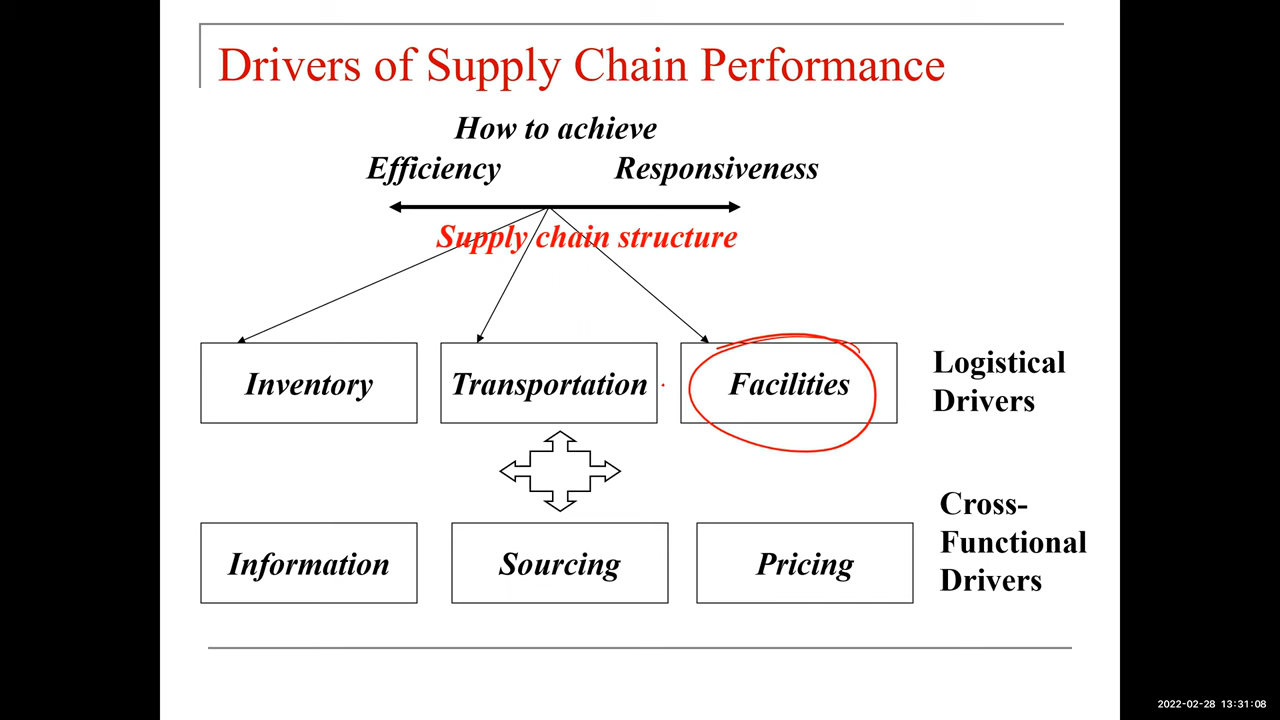 Drivers of Supply Chain Performance
How to achieve
Efficiency Responsiveness
Supply chain structure
Inventory Transportation Facilities
Logistical
Drivers
Information Sourcing Pricing
Cross-
Functional
Drivers
2022-02-28 13:31:08